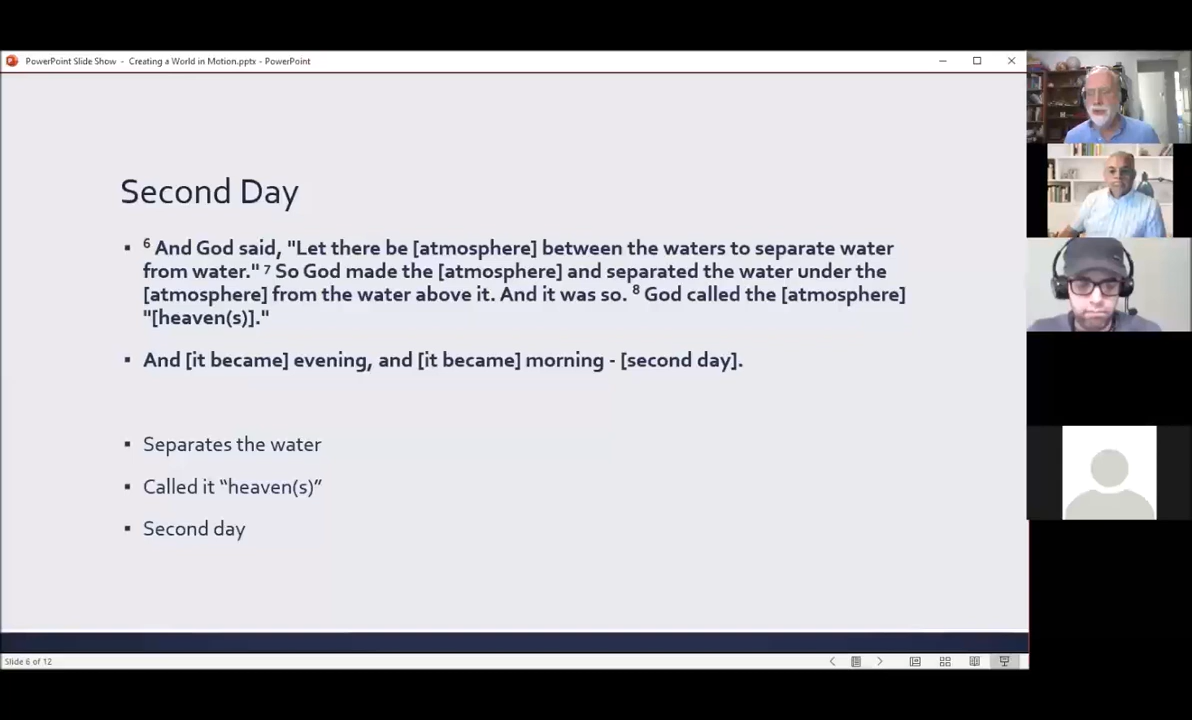 PowerPoint Slide Show - Creating a World in Motion.pptx - PowerPoint
Second Day
▪ 6 And God said, "Let there be [atmosphere] between the waters to separate water
from water." 7 So God made the [atmosphere] and separated the water under the
[atmosphere] from the water above it. And it was so. 8 God called the [atmosphere]
"[heaven(s)]."
▪ And [it became] evening, and [it became] morning - [second day].
▪ Separates the water
▪ Called it “heaven(s)”
▪ Second day
Slide 6 of 12